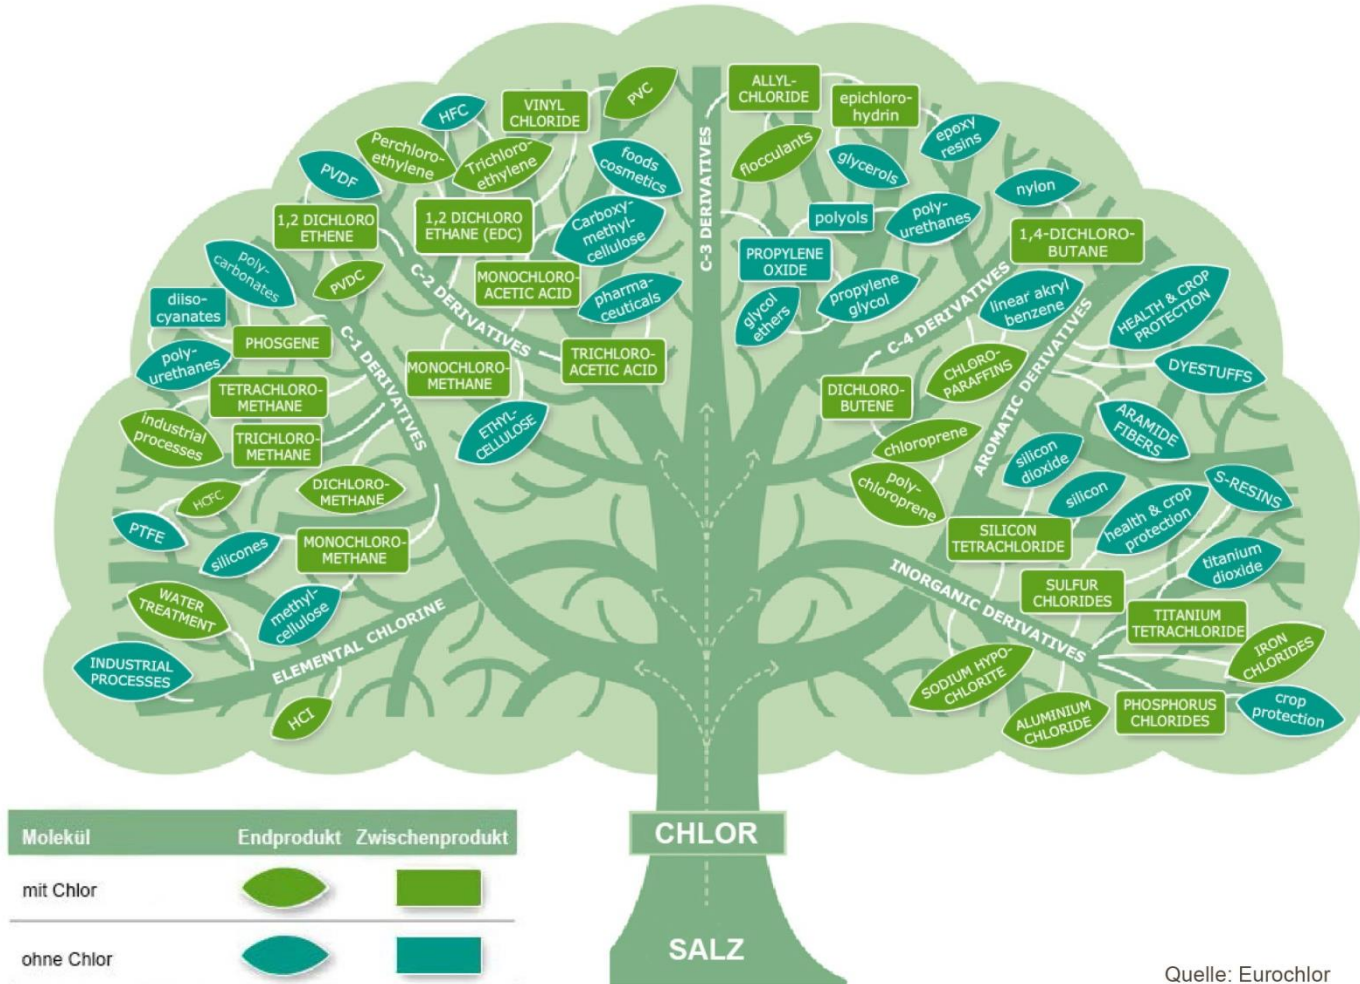 PVC
VINYL
CHLORIDE
HFC
Perchloro-
ethylene
Trichloro-
ethylene
foods
cosmetics
PVDF
1,2 DICHLORO
ETHENE
1,2 DICHLORO
ETHANE (EDC)
Carboxy-
methyl-
cellulose
poly-
carbonates
PVDC
C-2 DERIVATIVES
MONOCHLORO-
ACETIC ACID
pharma-
ceuticals
diiso-
cyanates
PHOSGENE
C-1 DERIVATIVES
poly-
urethanes
MONOCHLORO-
METHANE
TRICHLORO-
ACETIC ACID
TETRACHLORO-
METHANE
industrial
processes
TRICHLORO-
METHANE
ETHYL-
CELLULOSE
HCFC
DICHLORO-
METHANE
PTFE
silicones
MONOCHLORO-
METHANE
WATER
TREATMENT
methyl-
cellulose
ELEMENTAL CHLORINE
INDUSTRIAL
PROCESSES
HCl
C-3 DERIVATIVES
ALLYL-
CHLORIDE
epichloro-
hydrin
flocculants
glycerols
epoxy
resins
nylon
polyols
poly-
urethanes
1,4-DICHLORO-
BUTANE
PROPYLENE
OXIDE
glycol
ethers
propylene
glycol
C-4 DERIVATIVES
linear akryl
benzene
HEALTH & CROP
PROTECTION
AROMATIC DERIVATIVES
DYESTUFFS
CHLORO-
PARAFFINS
DICHLORO-
BUTENE
ARAMIDE
FIBERS
chloroprene
silicon
dioxide
poly-
chloroprene
silicon
S-RESINS
health & crop
protection
SILICON
TETRACHLORIDE
titanium
dioxide
INORGANIC DERIVATIVES
SULFUR
CHLORIDES
TITANIUM
TETRACHLORIDE
IRON
CHLORIDES
SODIUM HYPO-
CHLORITE
ALUMINIUM
CHLORIDE
PHOSPHORUS
CHLORIDES
crop
protection
CHLOR
SALZ
Molekül Endprodukt Zwischenprodukt
mit Chlor
ohne Chlor
Quelle: Eurochlor